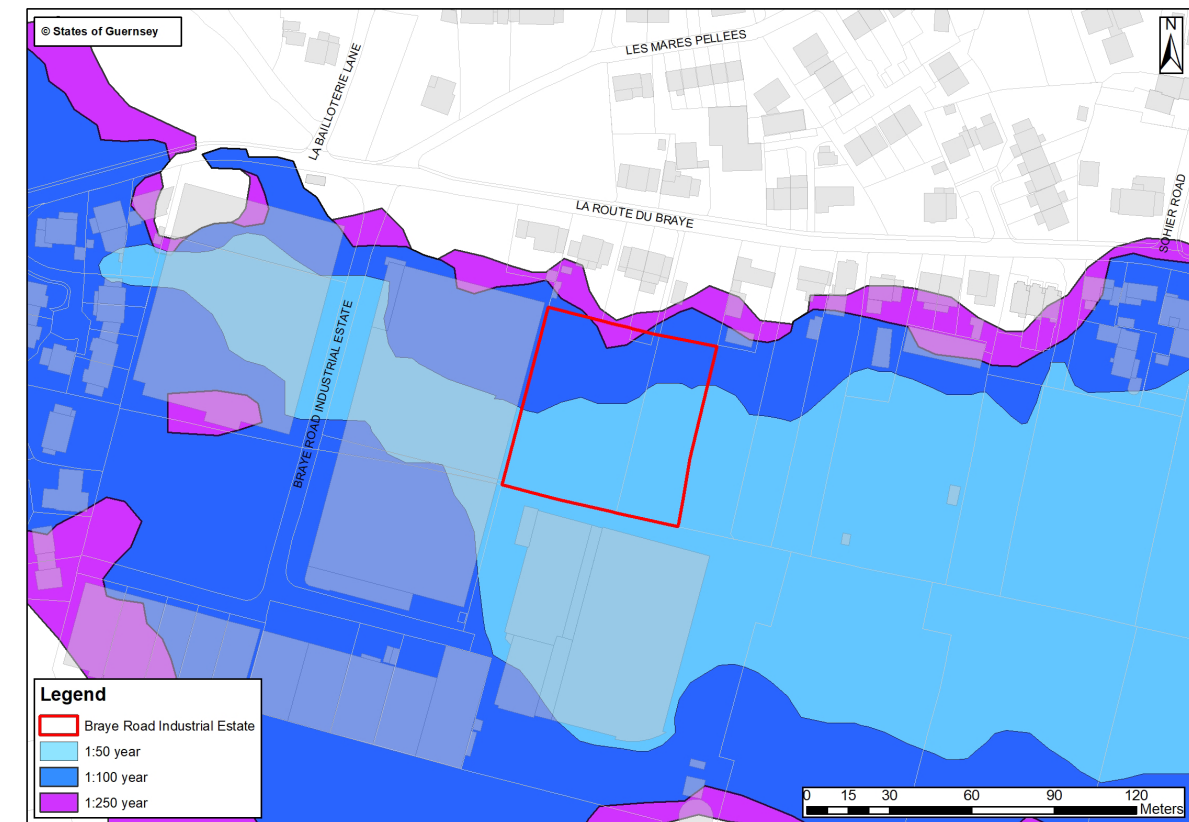 © States of Guernsey
N
LES MARES PELLEES
LA BAILLOTERIE LANE
LA ROUTE DU BRAYE
SOHIER ROAD
BRAYE ROAD INDUSTRIAL ESTATE
Legend
Braye Road Industrial Estate
1:50 year
1:100 year
1:250 year
0 15 30 60 90 120
Meters